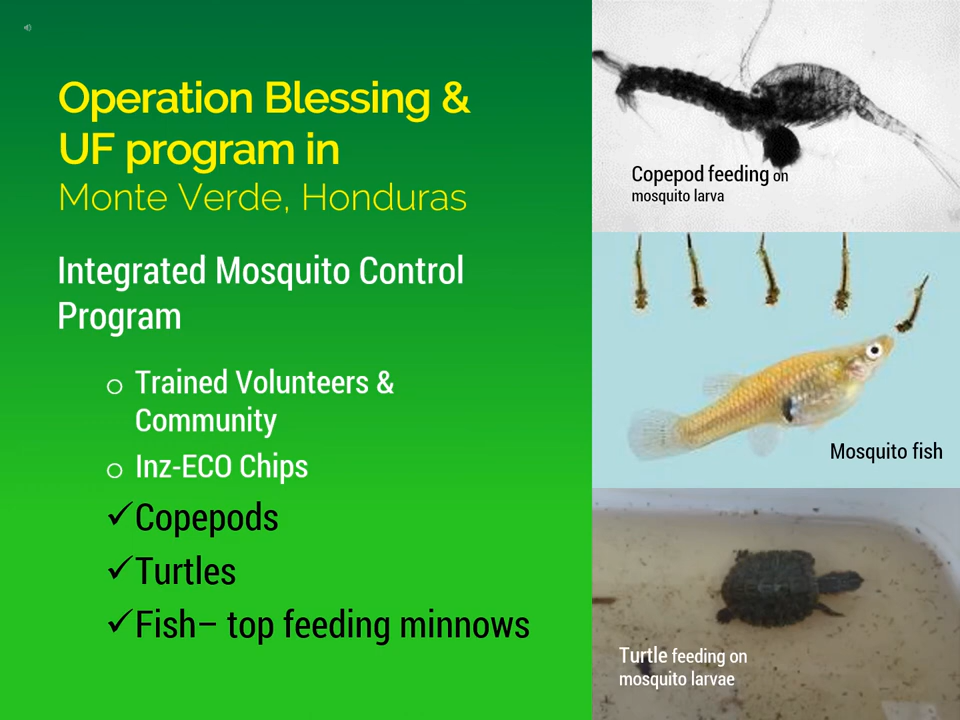 Operation Blessing &
UF program in
Monte Verde, Honduras
Integrated Mosquito Control
Program
o Trained Volunteers &
Community
o Inz-ECO Chips
✓Copepods
✓Turtles
✓Fish– top feeding minnows
Copepod feeding on
mosquito larva
Mosquito fish
Turtle feeding on
mosquito larvae